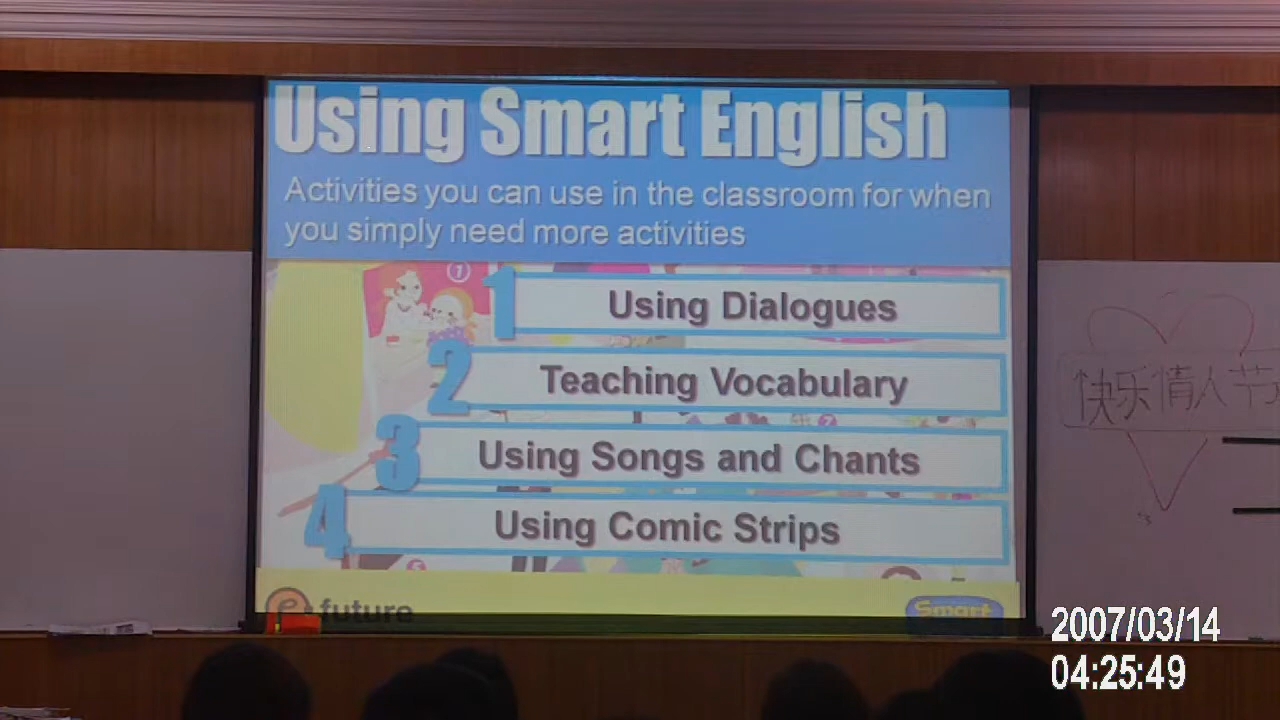 Using Smart English
Activities you can use in the classroom for when
you simply need more activities
1 Using Dialogues
2 Teaching Vocabulary
3 Using Songs and Chants
4 Using Comic Strips
e future
Smart
快乐情人节
2007/03/14
04:25:49